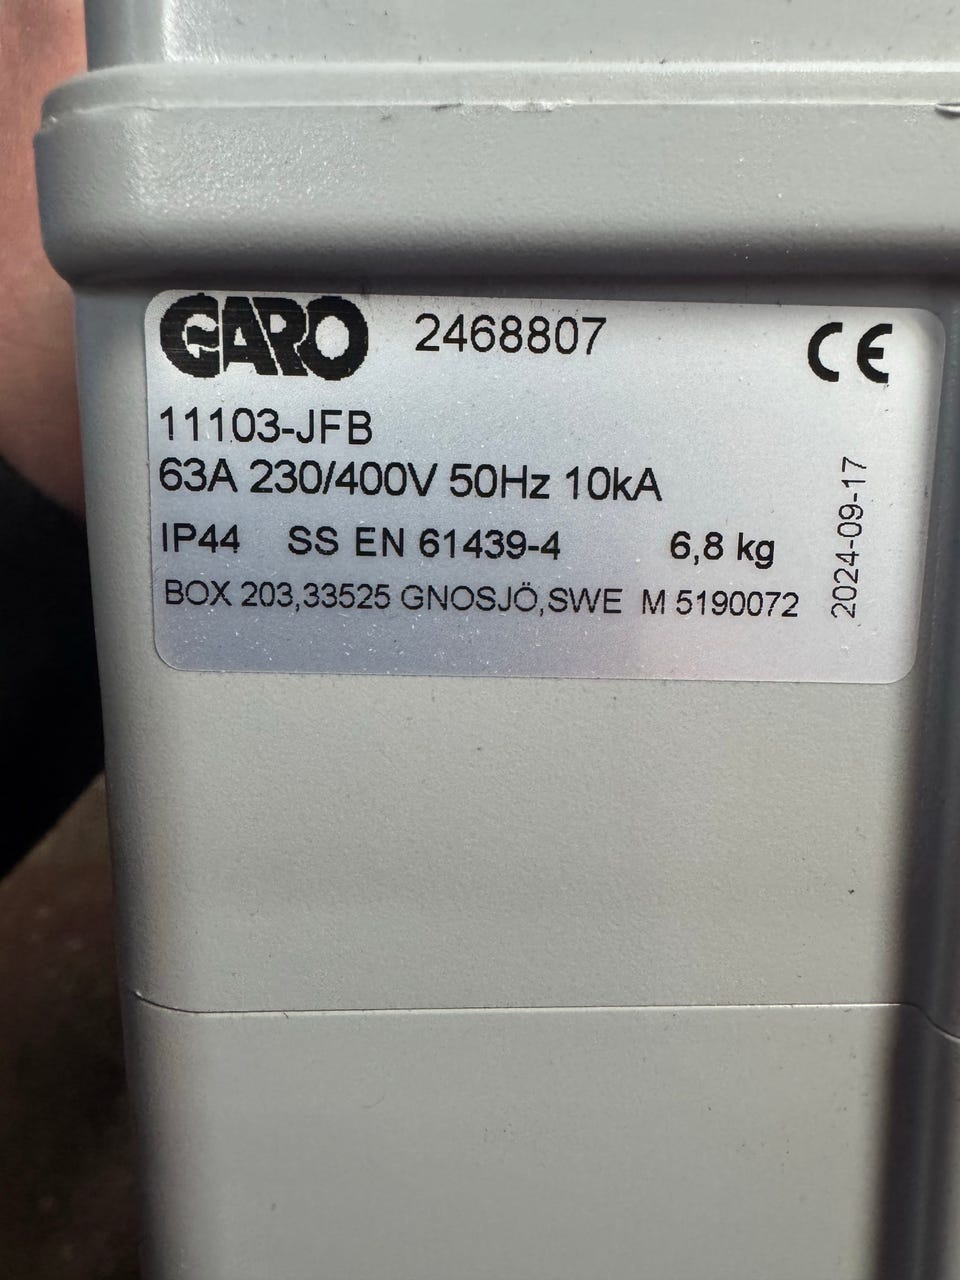 GARO 2468807 CE
11103-JFB
63A 230/400V 50Hz 10kA
IP44 SS EN 61439-4 6,8 kg
BOX 203,33525 GNOSJÖ,SWE M 5190072
2024-09-17